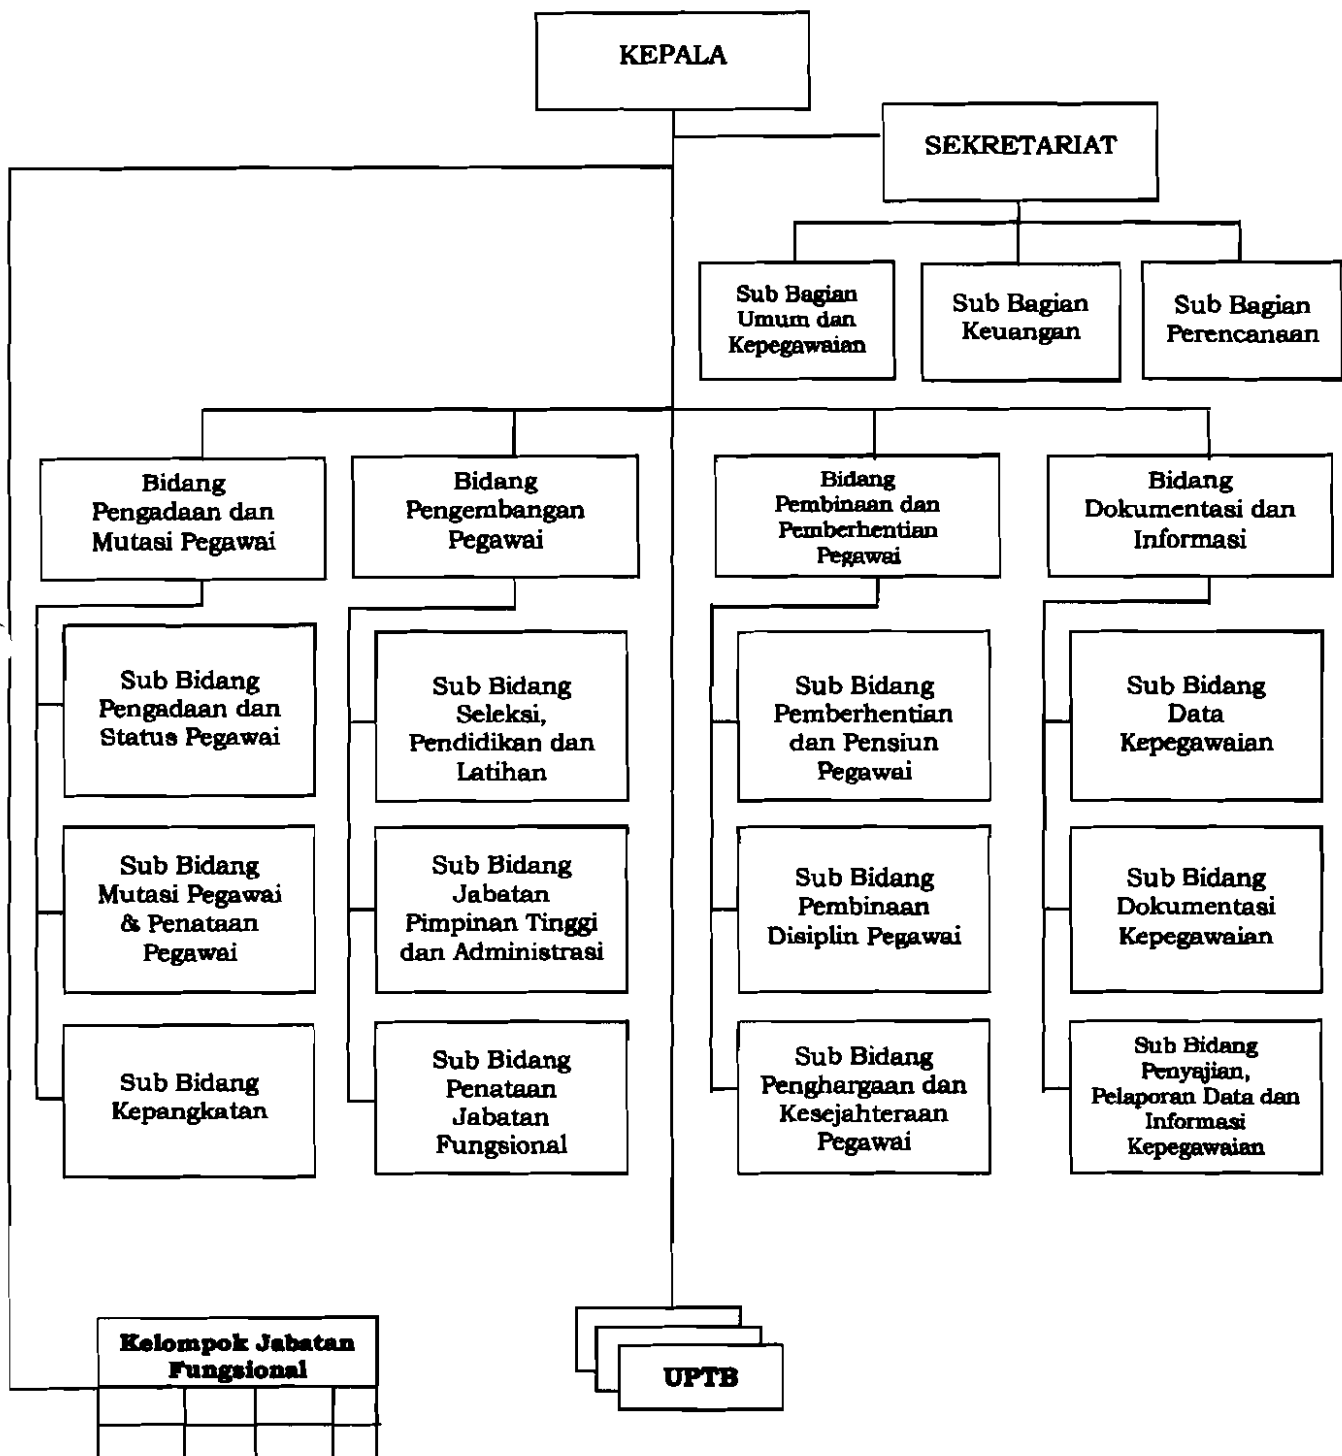 KEPALA
SEKRETARIAT
Sub Bagian
Umum dan
Kepegawaian
Sub Bagian
Keuangan
Sub Bagian
Perencanaan
Bidang
Pengadaan dan
Mutasi Pegawai
Bidang
Pengembangan
Pegawai
Bidang
Pembinaan dan
Pemberhentian
Pegawai
Bidang
Dokumentasi dan
Informasi
Sub Bidang
Pengadaan dan
Status Pegawai
Sub Bidang
Seleksi,
Pendidikan dan
Latihan
Sub Bidang
Pemberhentian
dan Pensiun
Pegawai
Sub Bidang
Data
Kepegawaian
Sub Bidang
Mutasi Pegawai
& Penataan
Pegawai
Sub Bidang
Jabatan
Pimpinan Tinggi
dan Administrasi
Sub Bidang
Pembinaan
Disiplin Pegawai
Sub Bidang
Dokumentasi
Kepegawaian
Sub Bidang
Kepangkatan
Sub Bidang
Penataan
Jabatan
Fungsional
Sub Bidang
Penghargaan dan
Kesejahteraan
Pegawai
Sub Bidang
Penyajian,
Pelaporan Data dan
Informasi
Kepegawaian
Kelompok Jabatan
Fungsional
UPTB